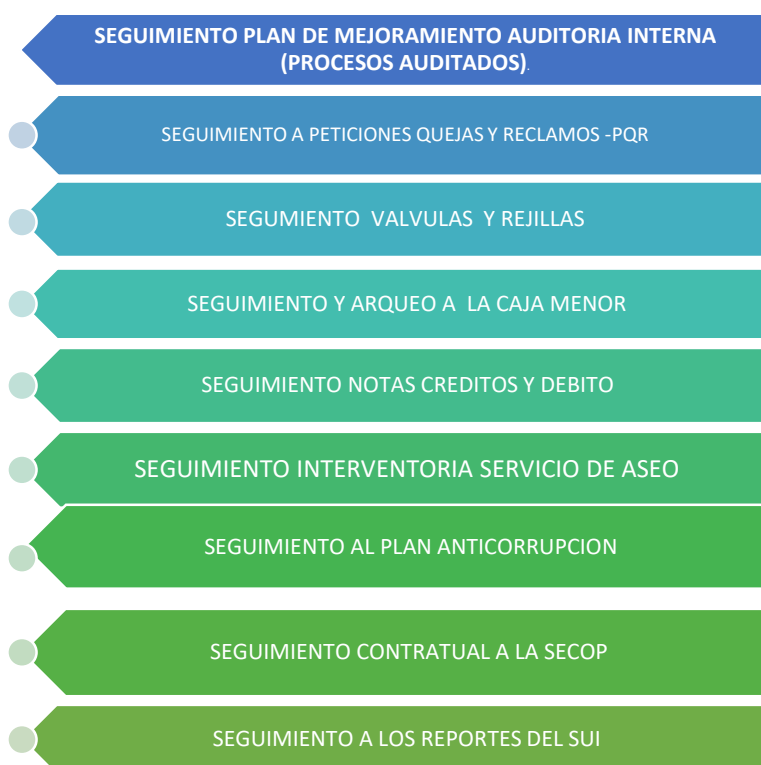 SEGUIMIENTO PLAN DE MEJORAMIENTO AUDITORIA INTERNA
(PROCESOS AUDITADOS).
SEGUIMIENTO A PETICIONES QUEJAS Y RECLAMOS -PQR
SEGUMIENTO VALVULAS Y REJILLAS
SEGUIMIENTO Y ARQUEO A LA CAJA MENOR
SEGUIMIENTO NOTAS CREDITOS Y DEBITO
SEGUIMIENTO INTERVENTORIA SERVICIO DE ASEO
SEGUIMIENTO AL PLAN ANTICORRUPCION
SEGUIMIENTO CONTRATUAL A LA SECOP
SEGUIMIENTO A LOS REPORTES DEL SUI